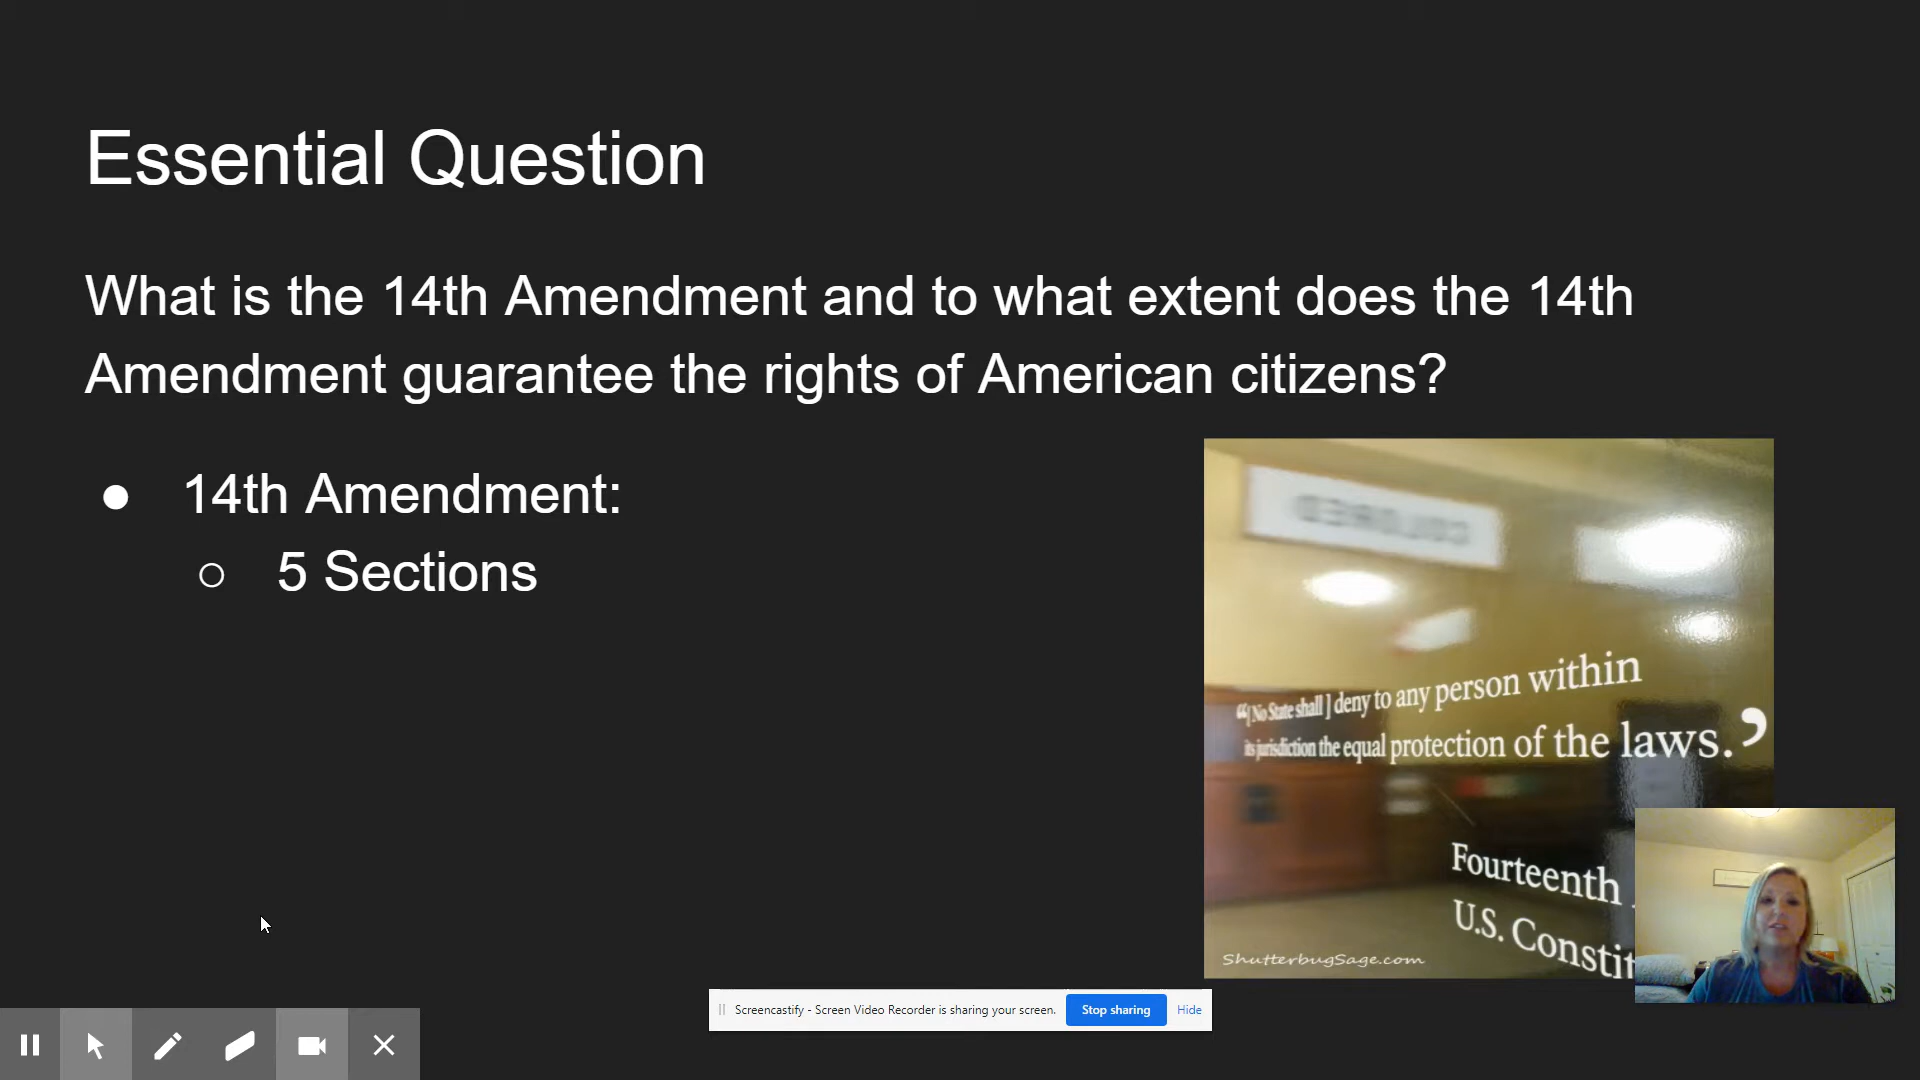 Essential Question
What is the 14th Amendment and to what extent does the 14th
Amendment guarantee the rights of American citizens?
● 14th Amendment:
○ 5 Sections
COLORED
“[No State shall] deny to any person within
its jurisdiction the equal protection of the laws.’
Fourteenth
U.S. Constit
ShutterbugSage.com
Screencastify - Screen Video Recorder is sharing your screen.
Stop sharing
Hide